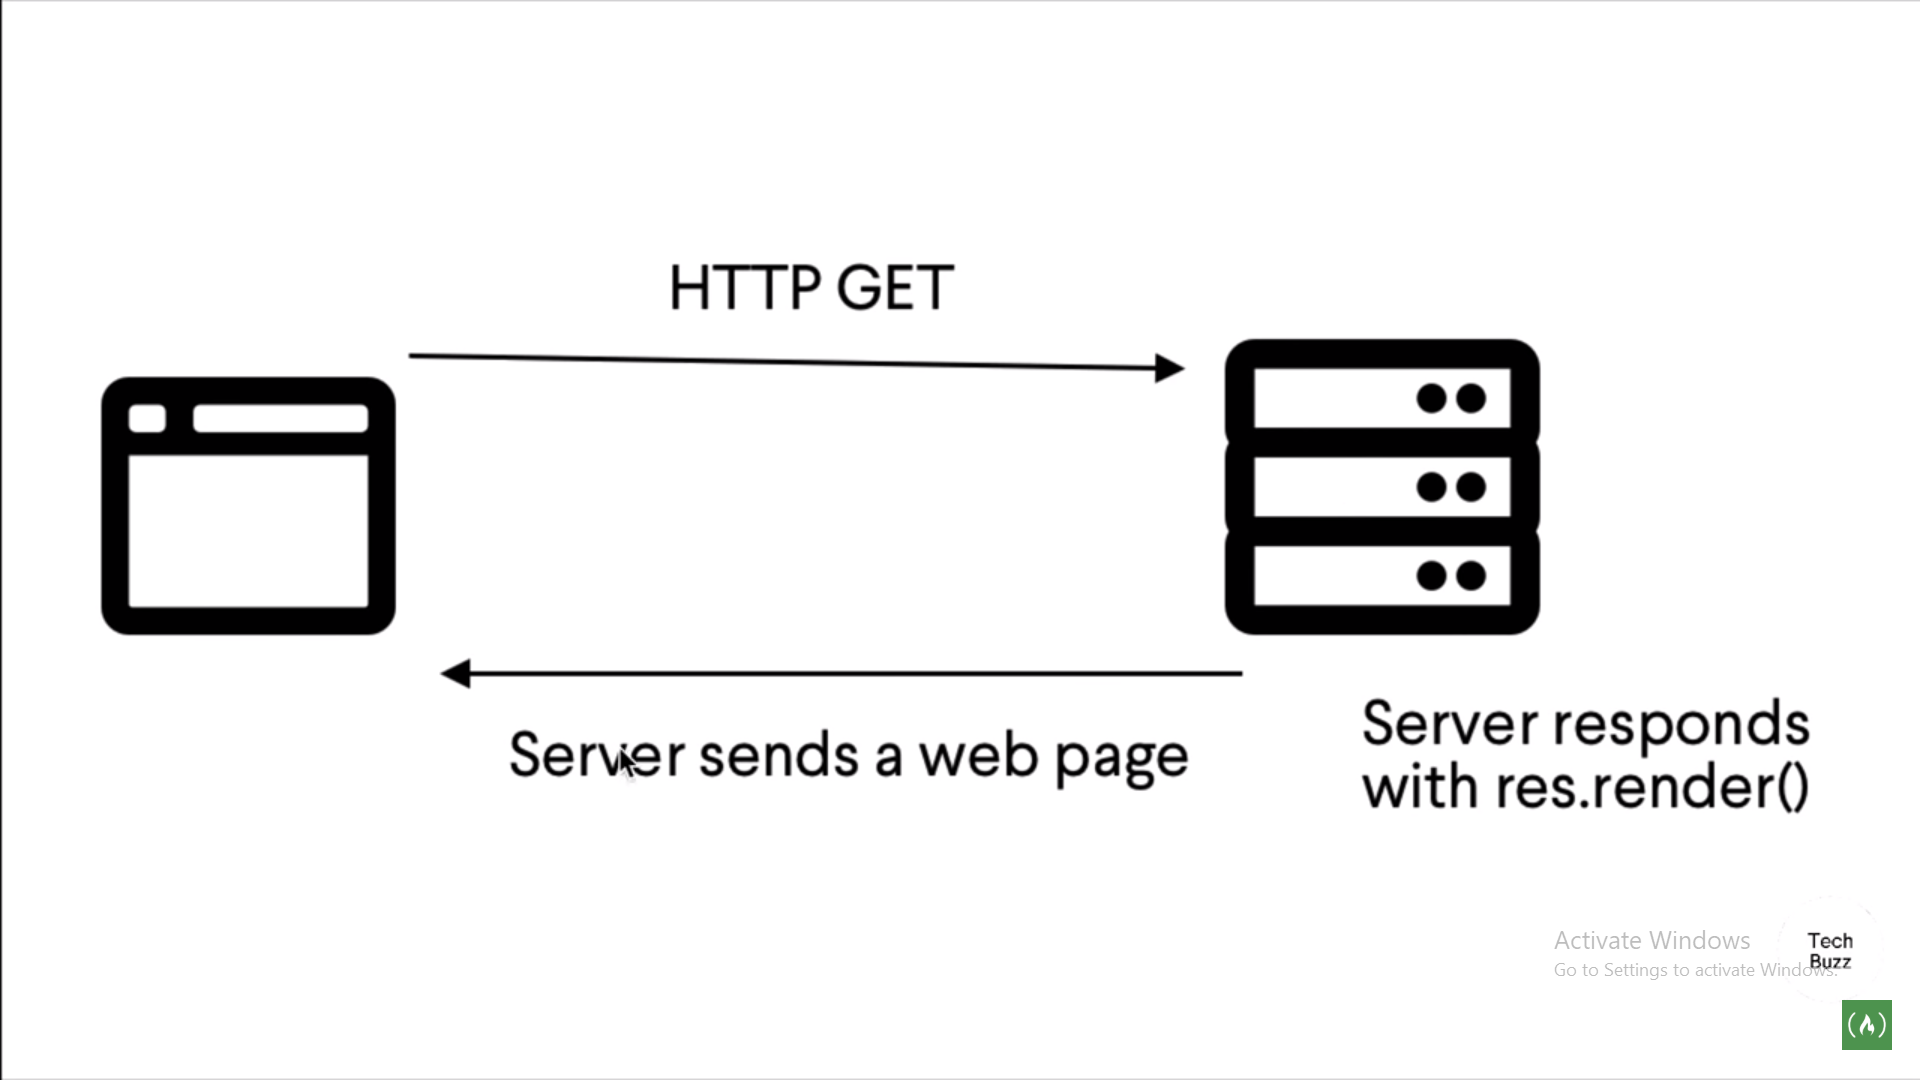 HTTP GET
Server sends a web page
Server responds
with res.render()
Activate Windows
Go to Settings to activate Windows.
Tech
Buzz